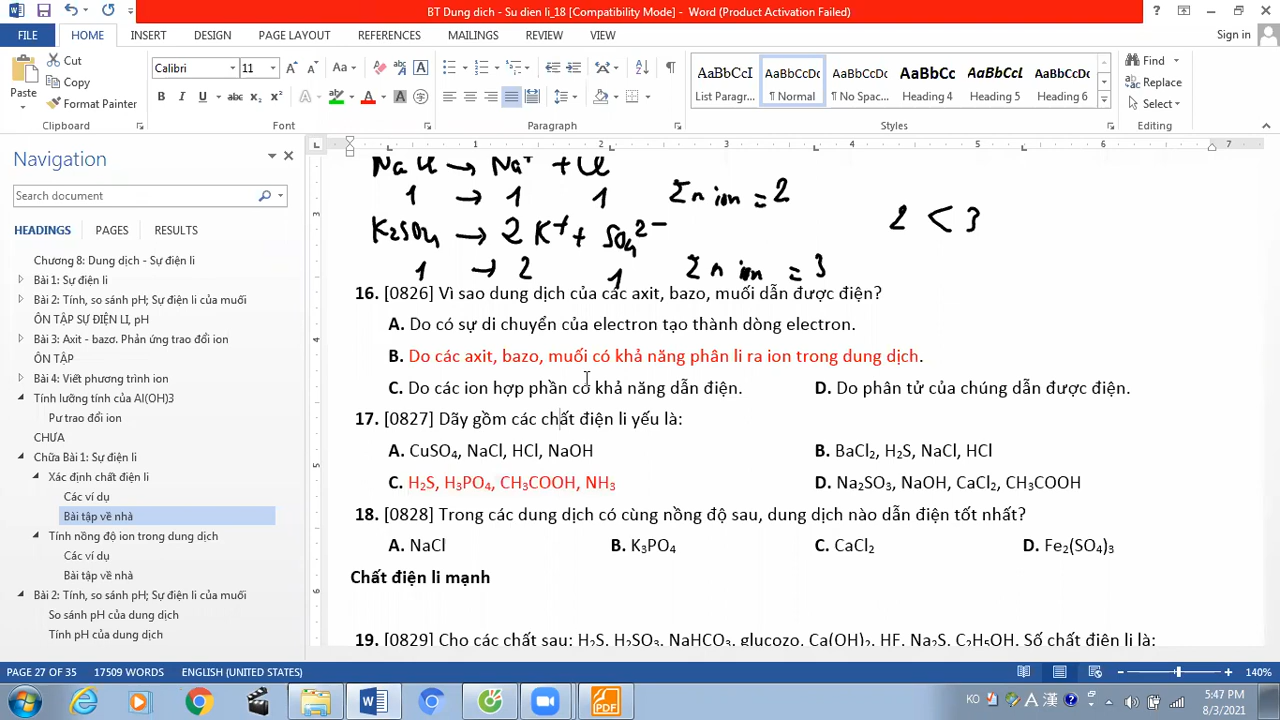 BT Dung dich - Su dien li_18 [Compatibility Mode] - Word (Product Activation Failed)
FILE HOME INSERT DESIGN PAGE LAYOUT REFERENCES MAILINGS REVIEW VIEW Sign in
Paste Cut Copy Format Painter
Calibri 11
AaBbCcI AaBbCcDc AaBbCcDc AaBbCc AaBbCcL AaBbCcDc
List Paragr... ¶ Normal ¶ No Spac... Heading 4 Heading 5 Heading 6
Find Replace Select
Clipboard Font Paragraph Styles Editing
Navigation
Search document
HEADINGS PAGES RESULTS
Chương 8: Dung dịch - Sự điện li
Bài 1: Sự điện li
Bài 2: Tính, so sánh pH; Sự điện li của muối
ÔN TẬP SỰ ĐIỆN LI, pH
Bài 3: Axit - bazơ. Phản ứng trao đổi ion
ÔN TẬP
Bài 4: Viết phương trình ion
Tính lưỡng tính của Al(OH)3
Pư trao đổi ion
CHƯA
Chữa Bài 1: Sự điện li
Xác định chất điện li
Các ví dụ
Bài tập về nhà
Tính nồng độ ion trong dung dịch
Các ví dụ
Bài tập về nhà
Bài 2: Tính, so sánh pH; Sự điện li của muối
So sánh pH của dung dịch
Tính pH của dung dịch
NaCl → Na⁺ + Cl
1 → 1 1 Σn ion = 2
K2SO4 → 2K⁺ + SO₄²⁻ 2 < 3
1 → 2 1 Σn ion = 3
16. [0826] Vì sao dung dịch của các axit, bazo, muối dẫn được điện?
A. Do có sự di chuyển của electron tạo thành dòng electron.
B. Do các axit, bazo, muối có khả năng phân li ra ion trong dung dịch.
C. Do các ion hợp phần có khả năng dẫn điện. D. Do phân tử của chúng dẫn được điện.
17. [0827] Dãy gồm các chất điện li yếu là:
A. CuSO₄, NaCl, HCl, NaOH B. BaCl₂, H₂S, NaCl, HCl
C. H₂S, H₃PO₄, CH₃COOH, NH₃ D. Na₂SO₃, NaOH, CaCl₂, CH₃COOH
18. [0828] Trong các dung dịch có cùng nồng độ sau, dung dịch nào dẫn điện tốt nhất?
A. NaCl B. K₃PO₄ C. CaCl₂ D. Fe₂(SO₄)₃
Chất điện li mạnh
19. [0829] Cho các chất sau: H₂S, H₂SO₃, NaHCO₃, glucozo, Ca(OH)₂, HF, Na₂S, C₂H₅OH. Số chất điện li là:
PAGE 27 OF 35 17509 WORDS ENGLISH (UNITED STATES) 140%
KO 5:47 PM
8/3/2021